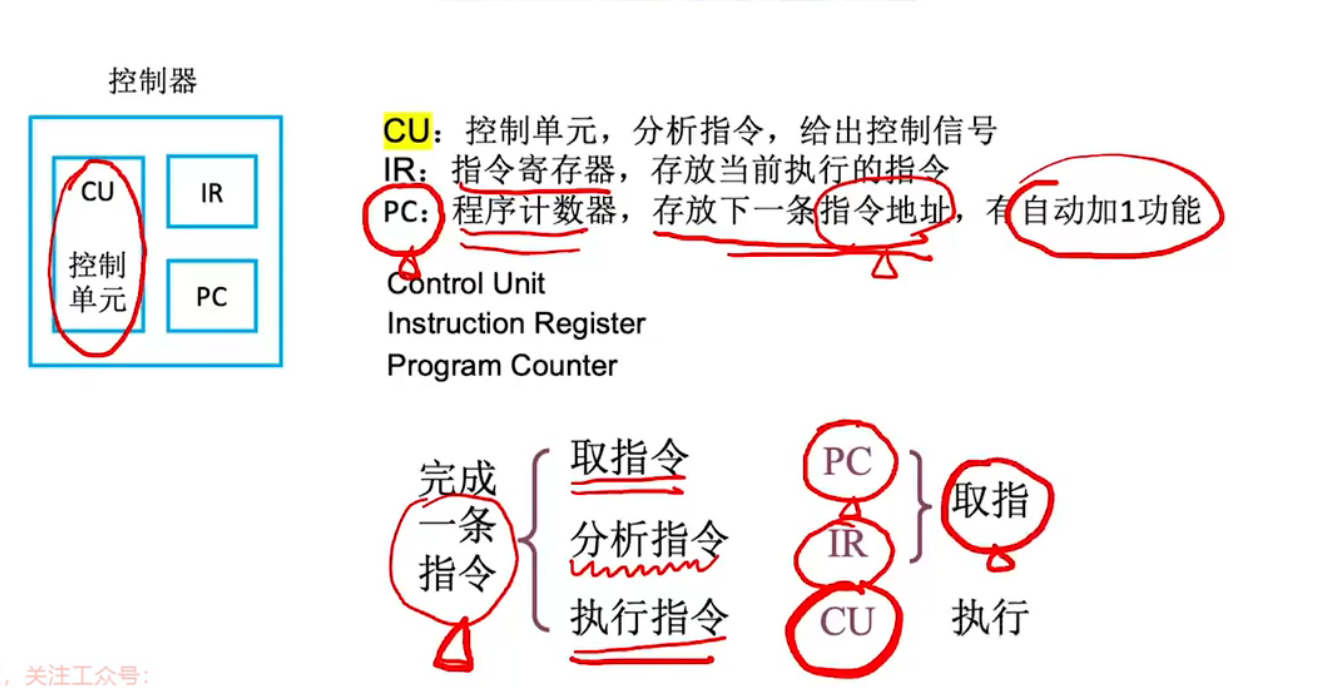 控制器
CU
控制
单元
IR
PC
CU：控制单元，分析指令，给出控制信号
IR：指令寄存器，存放当前执行的指令
PC：程序计数器，存放下一条指令地址，有自动加1功能
Control Unit
Instruction Register
Program Counter
完成
一条
指令
取指令
分析指令
执行指令
PC
IR
CU
取指
执行
，关注工众号：